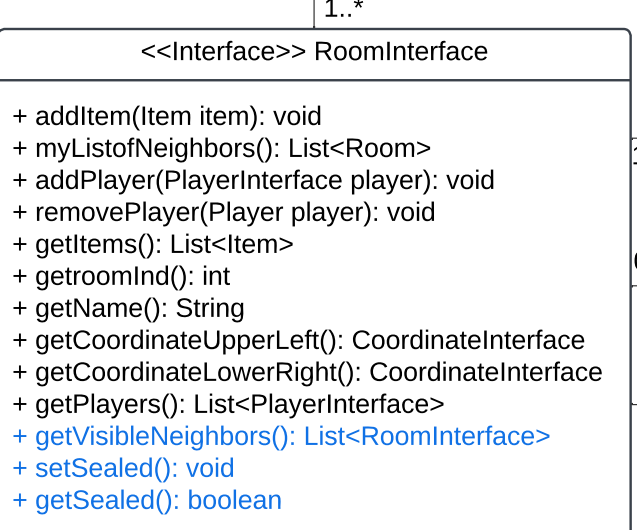 1..*
<<Interface>> RoomInterface
+ addItem(Item item): void
+ myListofNeighbors(): List<Room>
+ addPlayer(PlayerInterface player): void
+ removePlayer(Player player): void
+ getItems(): List<Item>
+ getroomInd(): int
+ getName(): String
+ getCoordinateUpperLeft(): CoordinateInterface
+ getCoordinateLowerRight(): CoordinateInterface
+ getPlayers(): List<PlayerInterface>
+ getVisibleNeighbors(): List<RoomInterface>
+ setSealed(): void
+ getSealed(): boolean